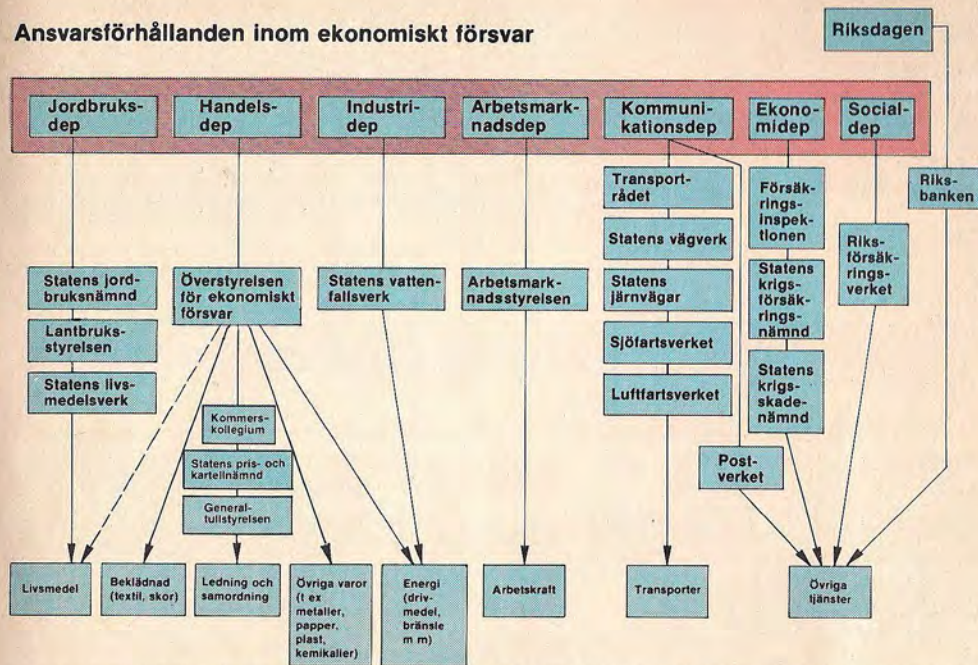 Ansvarsförhållanden inom ekonomiskt försvar
Riksdagen
Jordbruks-
dep
Handels-
dep
Industri-
dep
Arbetsmark-
nadsdep
Kommuni-
kationsdep
Ekono-
midep
Social-
dep
Riks-
banken
Transport-
rådet
Statens vägverk
Statens
järnvägar
Sjöfartsverket
Luftfartsverket
Försäk-
rings-
inspek-
tionen
Statens
krigs-
försäk-
rings-
nämnd
Statens
krigs-
skade-
nämnd
Riks-
försäk-
rings-
verket
Statens jord-
bruksnämnd
Lantbruks-
styrelsen
Statens livs-
medelsverk
Överstyrelsen
för ekonomiskt
försvar
Statens vatten-
fallsverk
Arbetsmark-
nadsstyrelsen
Kommers-
kollegium
Statens pris- och
kartellnämnd
General-
tullstyrelsen
Post-
verket
Livsmedel
Beklädnad
(textil, skor)
Ledning och
samordning
Övriga varor
(t ex
metaller,
papper,
plast,
kemikalier)
Energi
(driv-
medel,
bränsle
m m)
Arbetskraft
Transporter
Övriga
tjänster